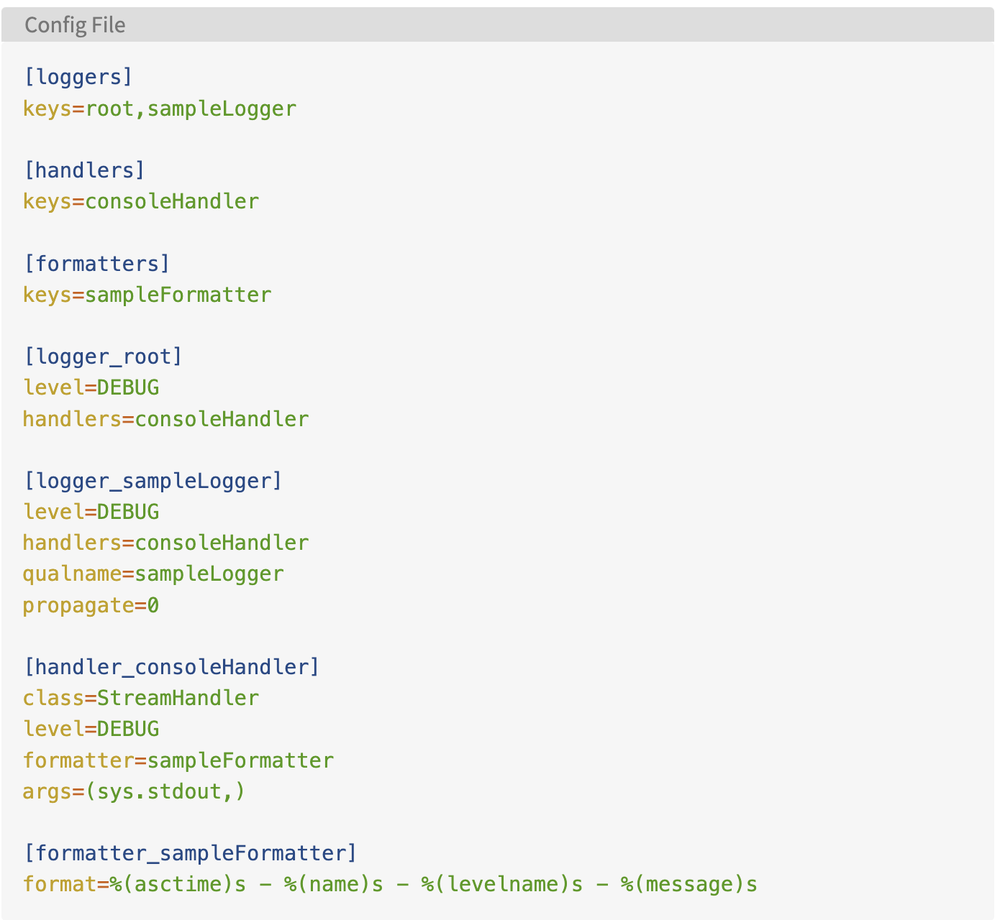 Config File
[loggers]
keys=root,sampleLogger
[handlers]
keys=consoleHandler
[formatters]
keys=sampleFormatter
[logger_root]
level=DEBUG
handlers=consoleHandler
[logger_sampleLogger]
level=DEBUG
handlers=consoleHandler
qualname=sampleLogger
propagate=0
[handler_consoleHandler]
class=StreamHandler
level=DEBUG
formatter=sampleFormatter
args=(sys.stdout,)
[formatter_sampleFormatter]
format=%(asctime)s - %(name)s - %(levelname)s - %(message)s